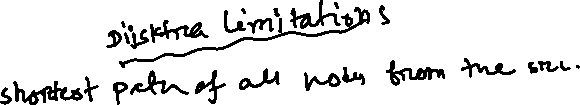 Dijsktra Limitations
shortest path of all nodes from the src.